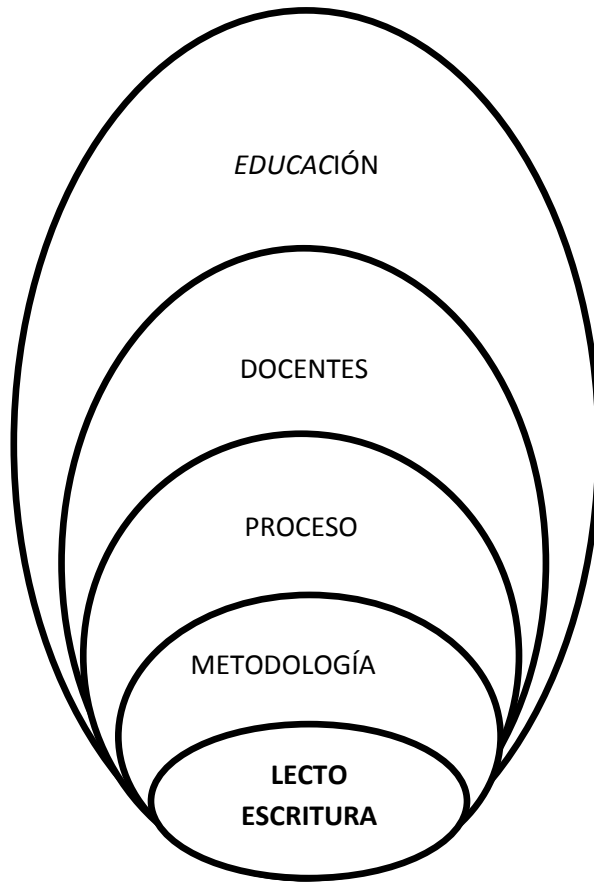 EDUCACIÓN
DOCENTES
PROCESO
METODOLOGÍA
LECTO
ESCRITURA